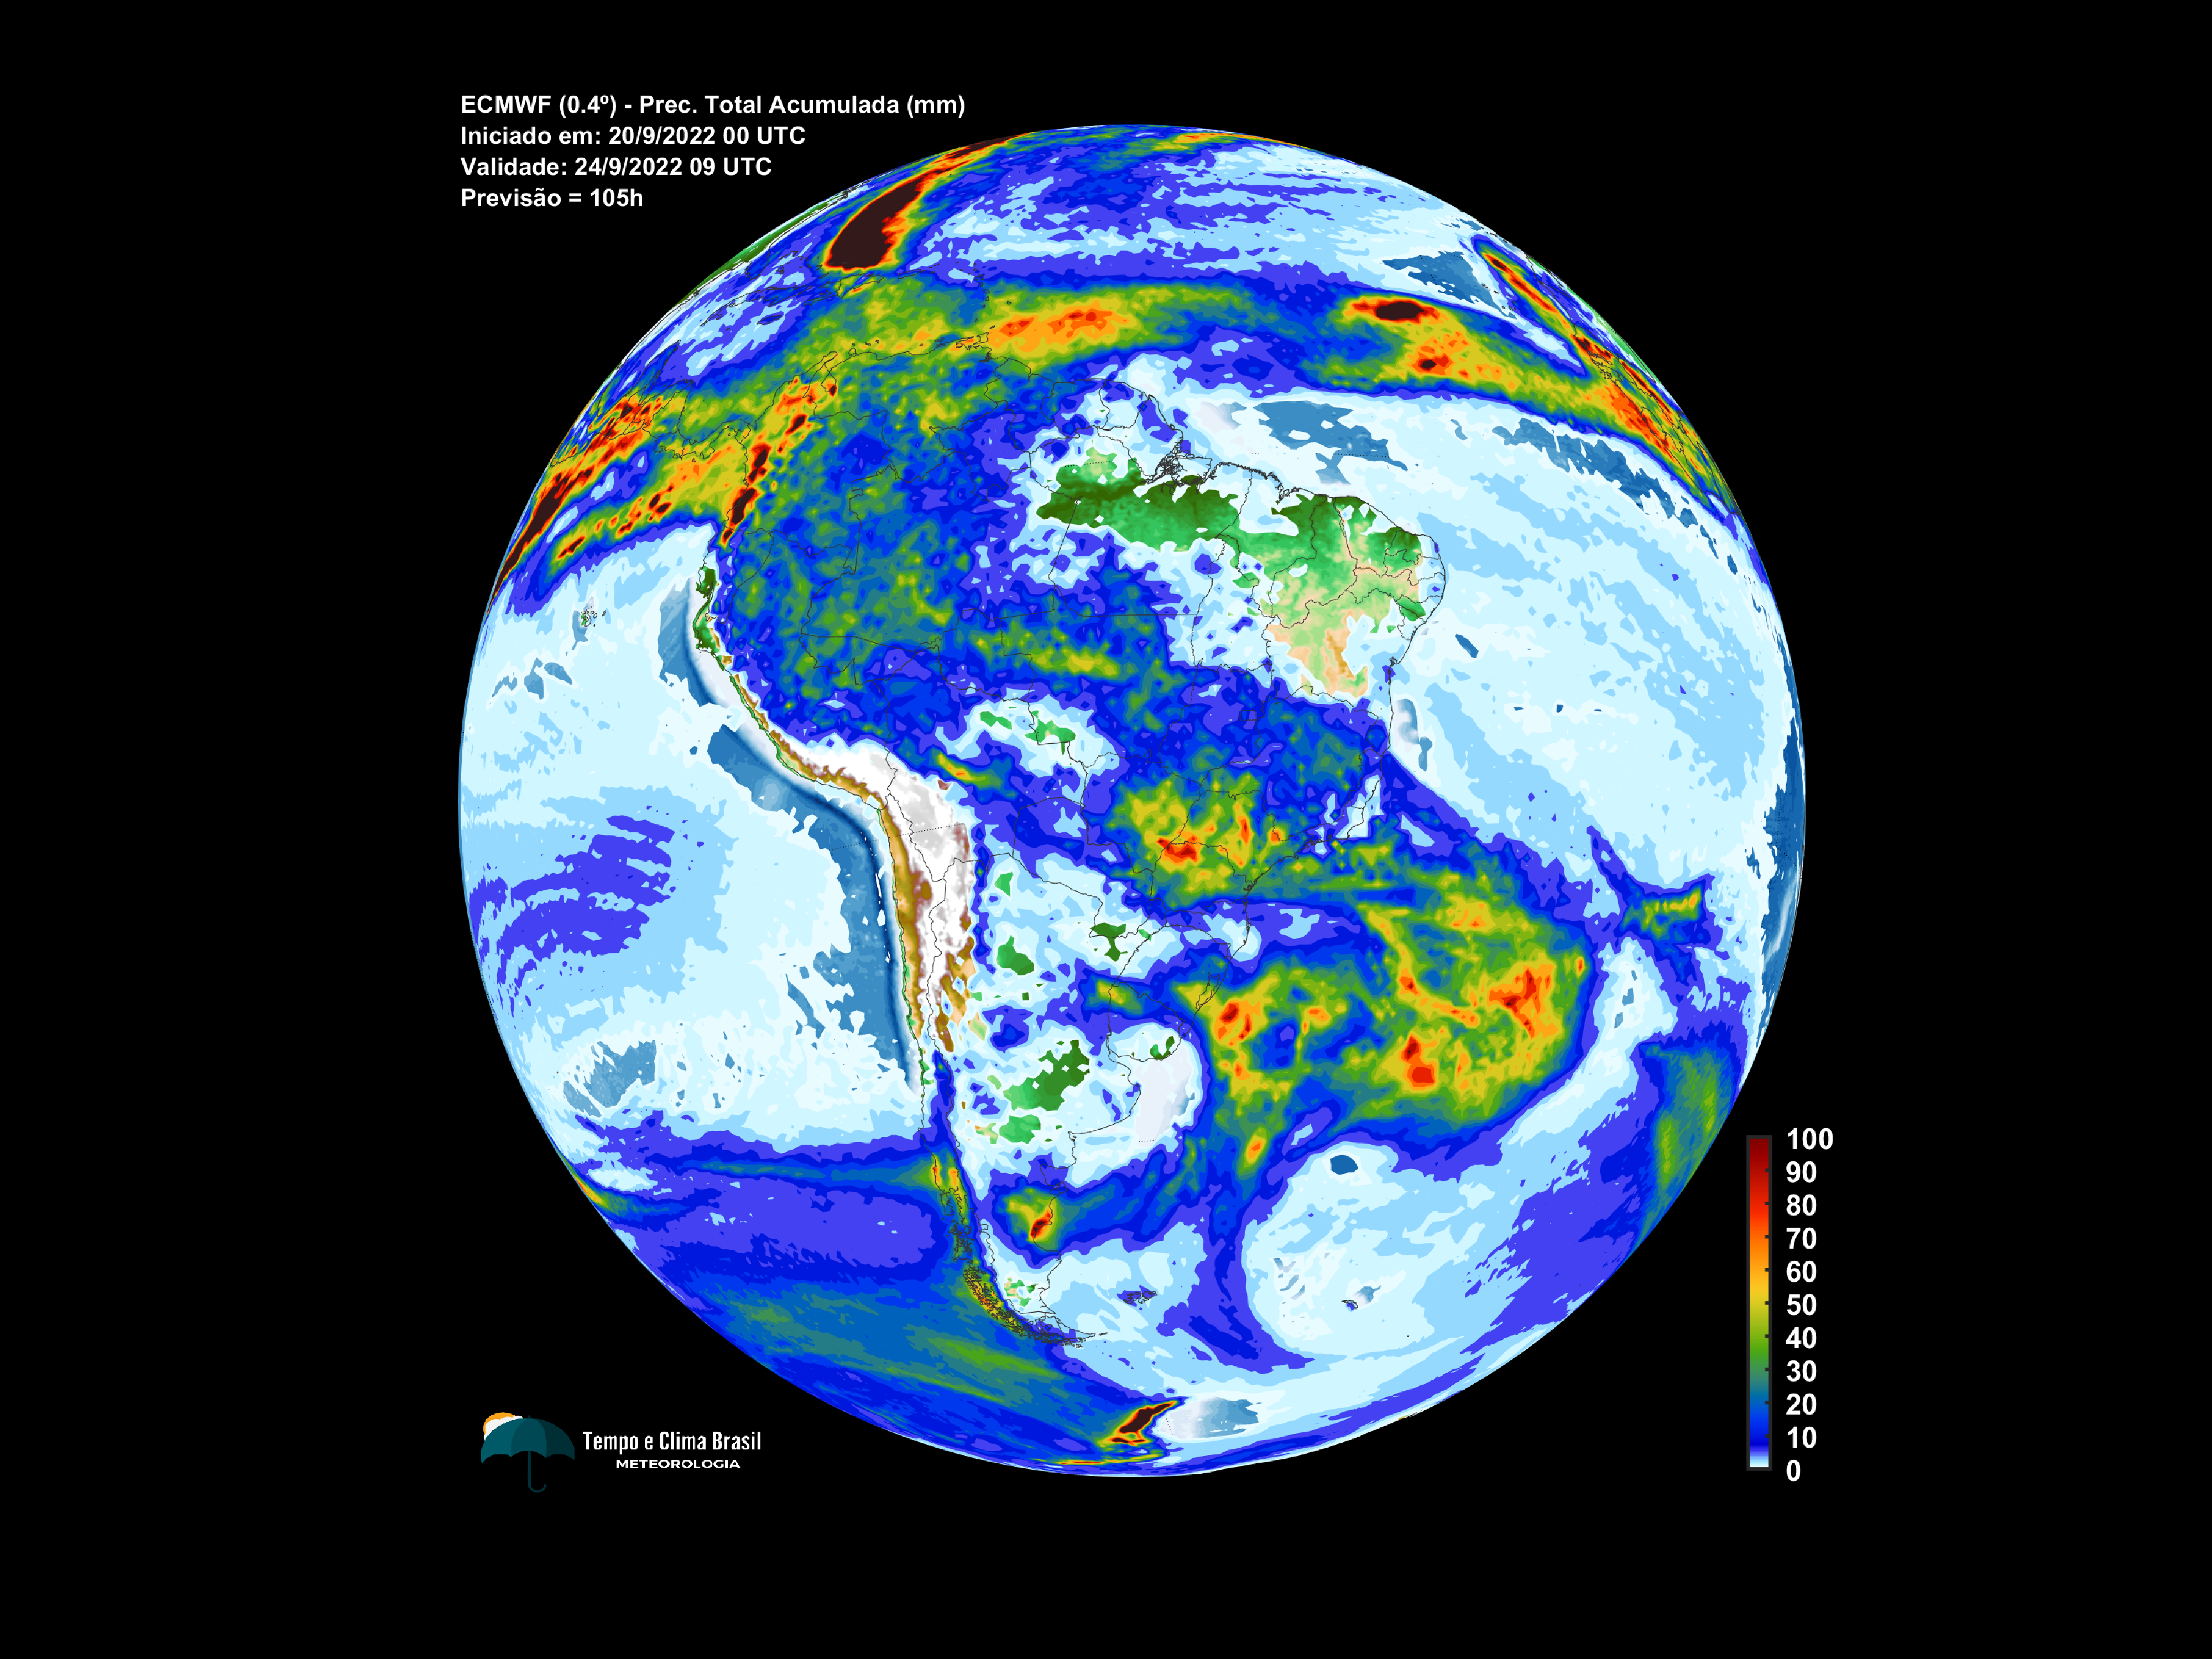 ECMWF (0.4º) - Prec. Total Acumulada (mm)
Iniciado em: 20/9/2022 00 UTC
Validade: 24/9/2022 09 UTC
Previsão = 105h
100
90
80
70
60
50
40
30
20
10
0
Tempo e Clima Brasil
METEOROLOGIA